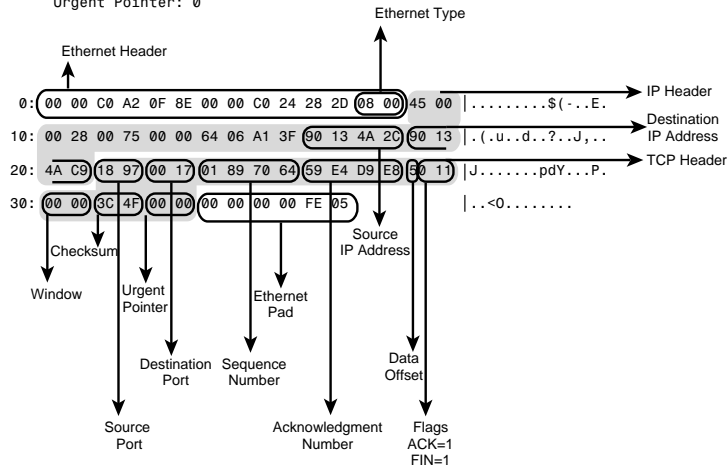 Urgent Pointer: 0
Ethernet Type
Ethernet Header
IP Header
0: 00 00 C0 A2 0F 8E 00 00 C0 24 28 2D 08 00 45 00 |.........$(-..E.
Destination
IP Address
10: 00 28 00 75 00 00 64 06 A1 3F 90 13 4A 2C 90 13 |.(.u..d..?..J,..
TCP Header
20: 4A C9 18 97 00 17 01 89 70 64 59 E4 D9 E8 50 11 |J.......pdY...P.
30: 00 00 3C 4F 00 00 00 00 00 00 FE 05 |..<O........
Source
IP Address
Checksum
Window
Urgent
Pointer
Ethernet
Pad
Destination
Port
Sequence
Number
Data
Offset
Source
Port
Acknowledgment
Number
Flags
ACK=1
FIN=1